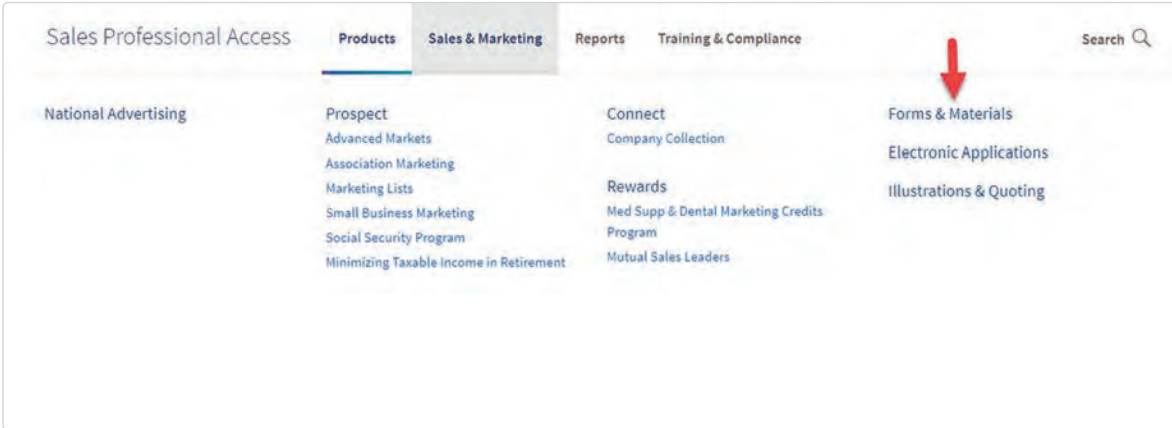 Sales Professional Access
Products
Sales & Marketing
Reports
Training & Compliance
Search
National Advertising
Prospect
Advanced Markets
Association Marketing
Marketing Lists
Small Business Marketing
Social Security Program
Minimizing Taxable Income in Retirement
Connect
Company Collection
Rewards
Med Supp & Dental Marketing Credits
Program
Mutual Sales Leaders
Forms & Materials
Electronic Applications
Illustrations & Quoting